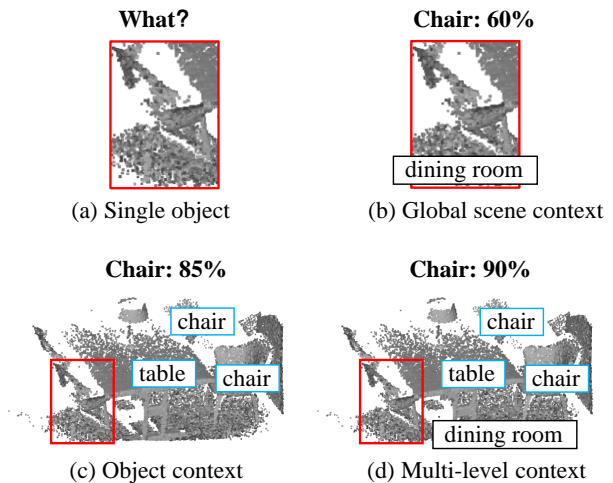 What?
Chair: 60%
dining room
(a) Single object
(b) Global scene context
Chair: 85%
Chair: 90%
chair
table
chair
chair
table
chair
dining room
(c) Object context
(d) Multi-level context